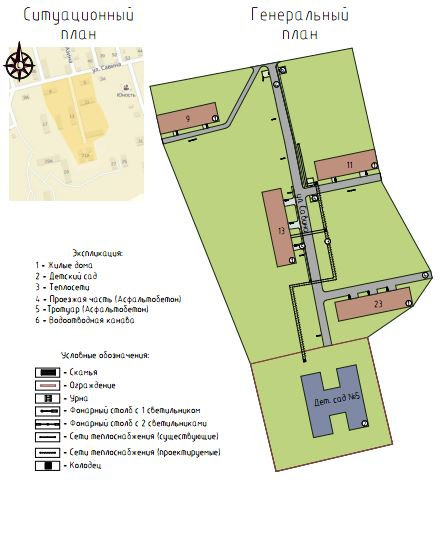 Ситуационный
план
Генеральный
план
ул. Савина
Юность
9
11
ул. Савина
13
23
Дет. сад №5
Экспликация:
1 - Жилые дома
2 - Детский сад
3 - Теплосети
4 - Проезжая часть (Асфальтобетон)
5 - Тротуар (Асфальтобетон)
6 - Водоотводная канава
Условные обозначения:
- Скамья
- Ограждение
- Урна
- Фонарный столб с 1 светильником
- Фонарный столб с 2 светильниками
- Сети теплоснабжения (существующие)
- Сети теплоснабжения (проектируемые)
- Колодец